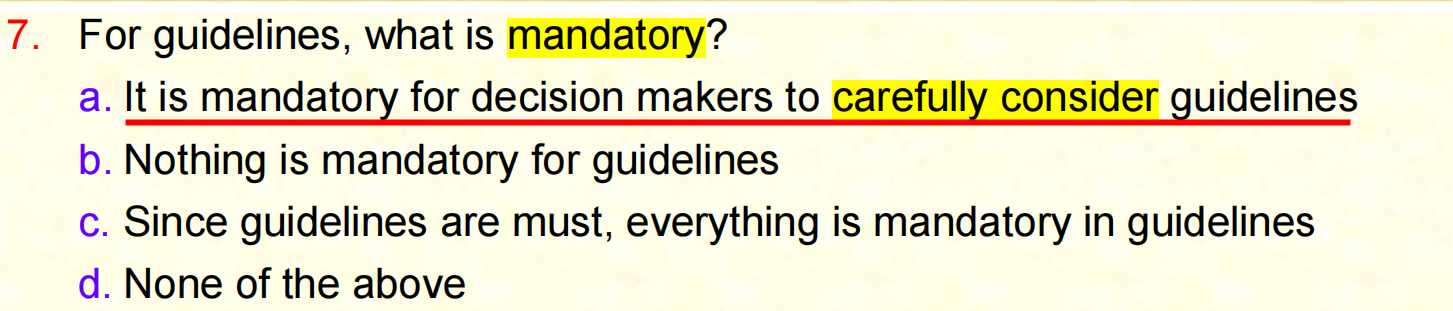 7. For guidelines, what is mandatory?
a. It is mandatory for decision makers to carefully consider guidelines
b. Nothing is mandatory for guidelines
c. Since guidelines are must, everything is mandatory in guidelines
d. None of the above